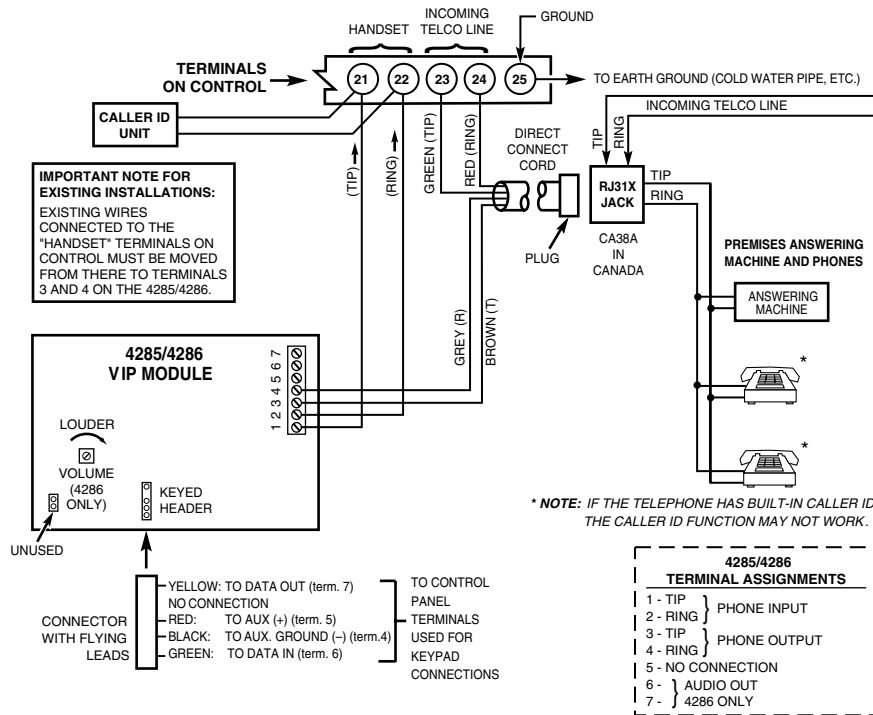 INCOMING
TELCO LINE
HANDSET
GROUND
TERMINALS
ON CONTROL
21 22 23 24 25
TO EARTH GROUND (COLD WATER PIPE, ETC.)
INCOMING TELCO LINE
CALLER ID
UNIT
(TIP)
(RING)
GREEN (TIP)
RED (RING)
DIRECT
CONNECT
CORD
TIP
RING
RJ31X
JACK
TIP
RING
PLUG
CA38A
IN
CANADA
IMPORTANT NOTE FOR
EXISTING INSTALLATIONS:
EXISTING WIRES
CONNECTED TO THE
"HANDSET" TERMINALS ON
CONTROL MUST BE MOVED
FROM THERE TO TERMINALS
3 AND 4 ON THE 4285/4286.
PREMISES ANSWERING
MACHINE AND PHONES
ANSWERING
MACHINE
*
*
GREY (R)
BROWN (T)
4285/4286
VIP MODULE
1 2 3 4 5 6 7
LOUDER
VOLUME
(4286
ONLY)
KEYED
HEADER
UNUSED
* NOTE: IF THE TELEPHONE HAS BUILT-IN CALLER ID
THE CALLER ID FUNCTION MAY NOT WORK.
CONNECTOR
WITH FLYING
LEADS
YELLOW: TO DATA OUT (term. 7)
NO CONNECTION
RED: TO AUX (+) (term. 5)
BLACK: TO AUX. GROUND (–) (term.4)
GREEN: TO DATA IN (term. 6)
TO CONTROL
PANEL
TERMINALS
USED FOR
KEYPAD
CONNECTIONS
4285/4286
TERMINAL ASSIGNMENTS
1 - TIP
2 - RING
PHONE INPUT
3 - TIP
4 - RING
PHONE OUTPUT
5 - NO CONNECTION
6 - AUDIO OUT
7 - 4286 ONLY